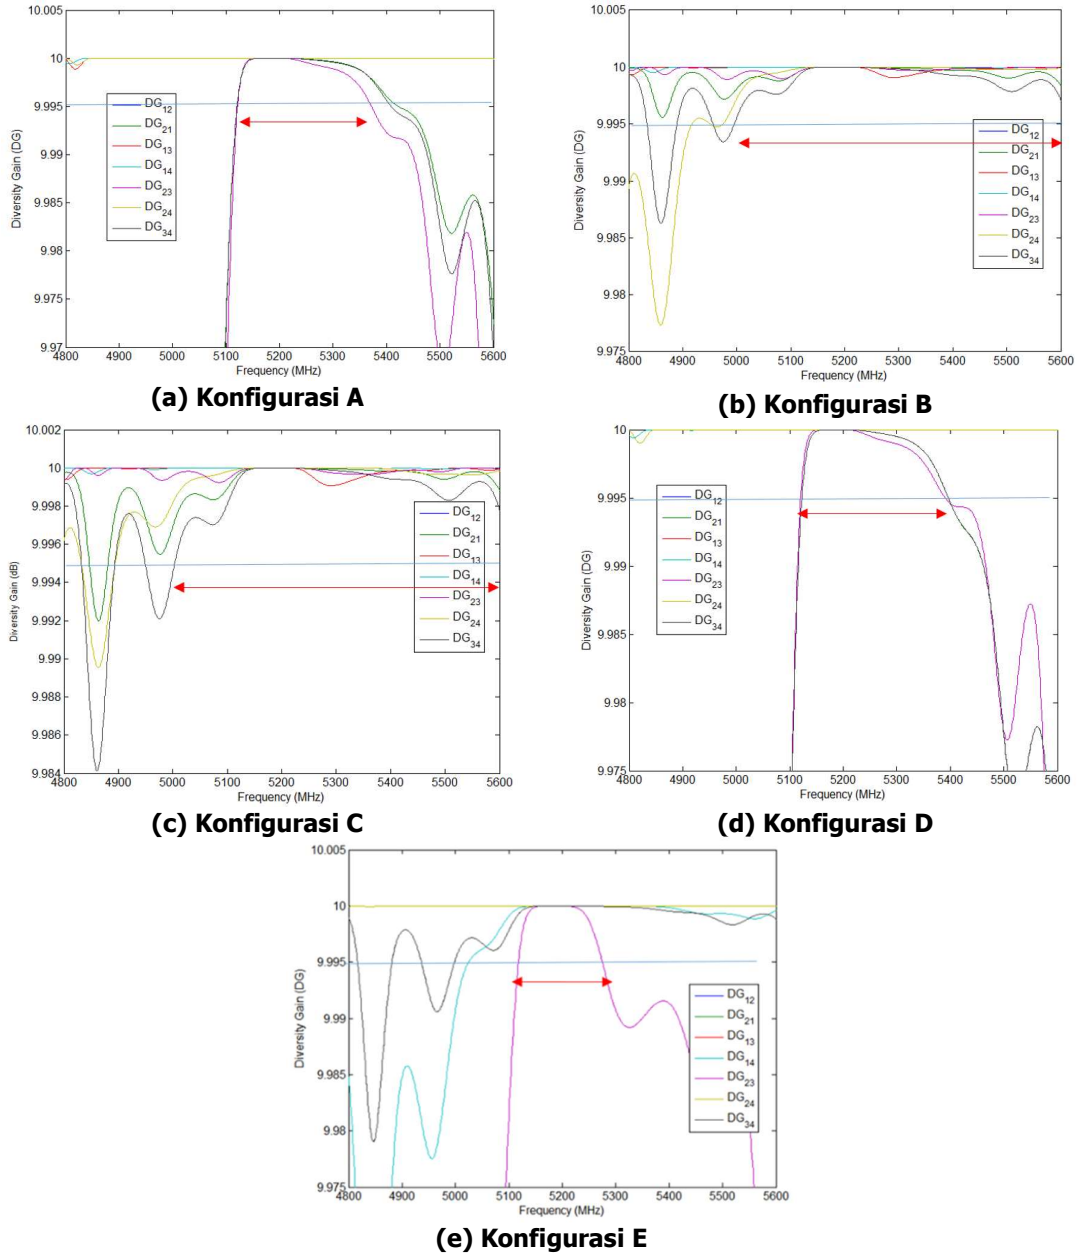 10.005
10
9.995
9.99
9.985
9.98
9.975
9.97
4800 4900 5000 5100 5200 5300 5400 5500 5600
Frequency (MHz)
Diversity Gain (DG)
DG12
DG21
DG13
DG14
DG23
DG24
DG34
(a) Konfigurasi A
10.005
10
9.995
9.99
9.985
9.98
9.975
4800 4900 5000 5100 5200 5300 5400 5500 5600
Frequency (MHz)
Diversity Gain (DG)
DG12
DG21
DG13
DG14
DG23
DG24
DG34
(b) Konfigurasi B
10.002
10
9.998
9.996
9.994
9.992
9.99
9.988
9.986
9.984
4800 4900 5000 5100 5200 5300 5400 5500 5600
Frequency (MHz)
Diversity Gain (dB)
DG12
DG21
DG13
DG14
DG23
DG24
DG34
(c) Konfigurasi C
10
9.995
9.99
9.985
9.98
9.975
4800 4900 5000 5100 5200 5300 5400 5500 5600
Frequency (MHz)
Diversity Gain (DG)
DG12
DG21
DG13
DG14
DG23
DG24
DG34
(d) Konfigurasi D
10.005
10
9.995
9.99
9.985
9.98
9.975
4800 4900 5000 5100 5200 5300 5400 5500 5600
Frequency (MHz)
Diversity Gain (DG)
DG12
DG21
DG13
DG14
DG23
DG24
DG34
(e) Konfigurasi E